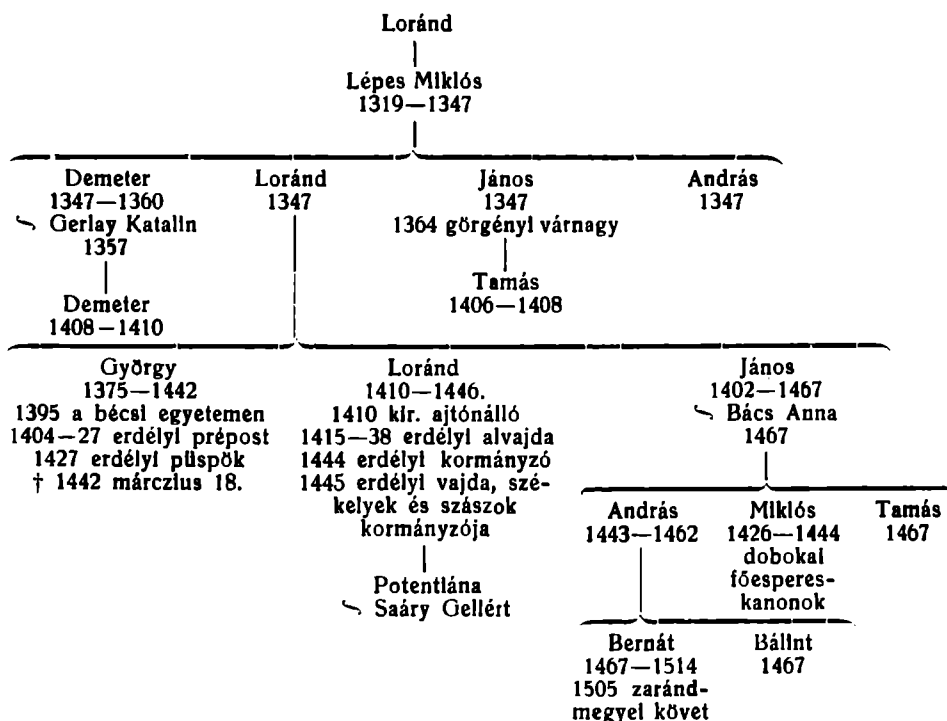 Loránd
Lépes Miklós
1319—1347
Demeter
1347—1360
Gerlay Katalin
1357
Demeter
1408—1410
Loránd
1347
János
1347
1364 görgényi várnagy
Tamás
1406—1408
András
1347
György
1375—1442
1395 a bécsi egyetemen
1404—27 erdélyi prépost
1427 erdélyi püspök
† 1442 márczius 18.
Loránd
1410—1446.
1410 kir. ajtónálló
1415—38 erdélyi alvajda
1444 erdélyi kormányzó
1445 erdélyi vajda, szé-
kelyek és szászok
kormányzója
Potentiána
Saáry Gellért
János
1402—1467
Bács Anna
1467
András
1443—1462
Miklós
1426—1444
dobokai
főesperes-
kanonok
Tamás
1467
Bernát
1467—1514
1505 zaránd-
megyei követ
Bálint
1467